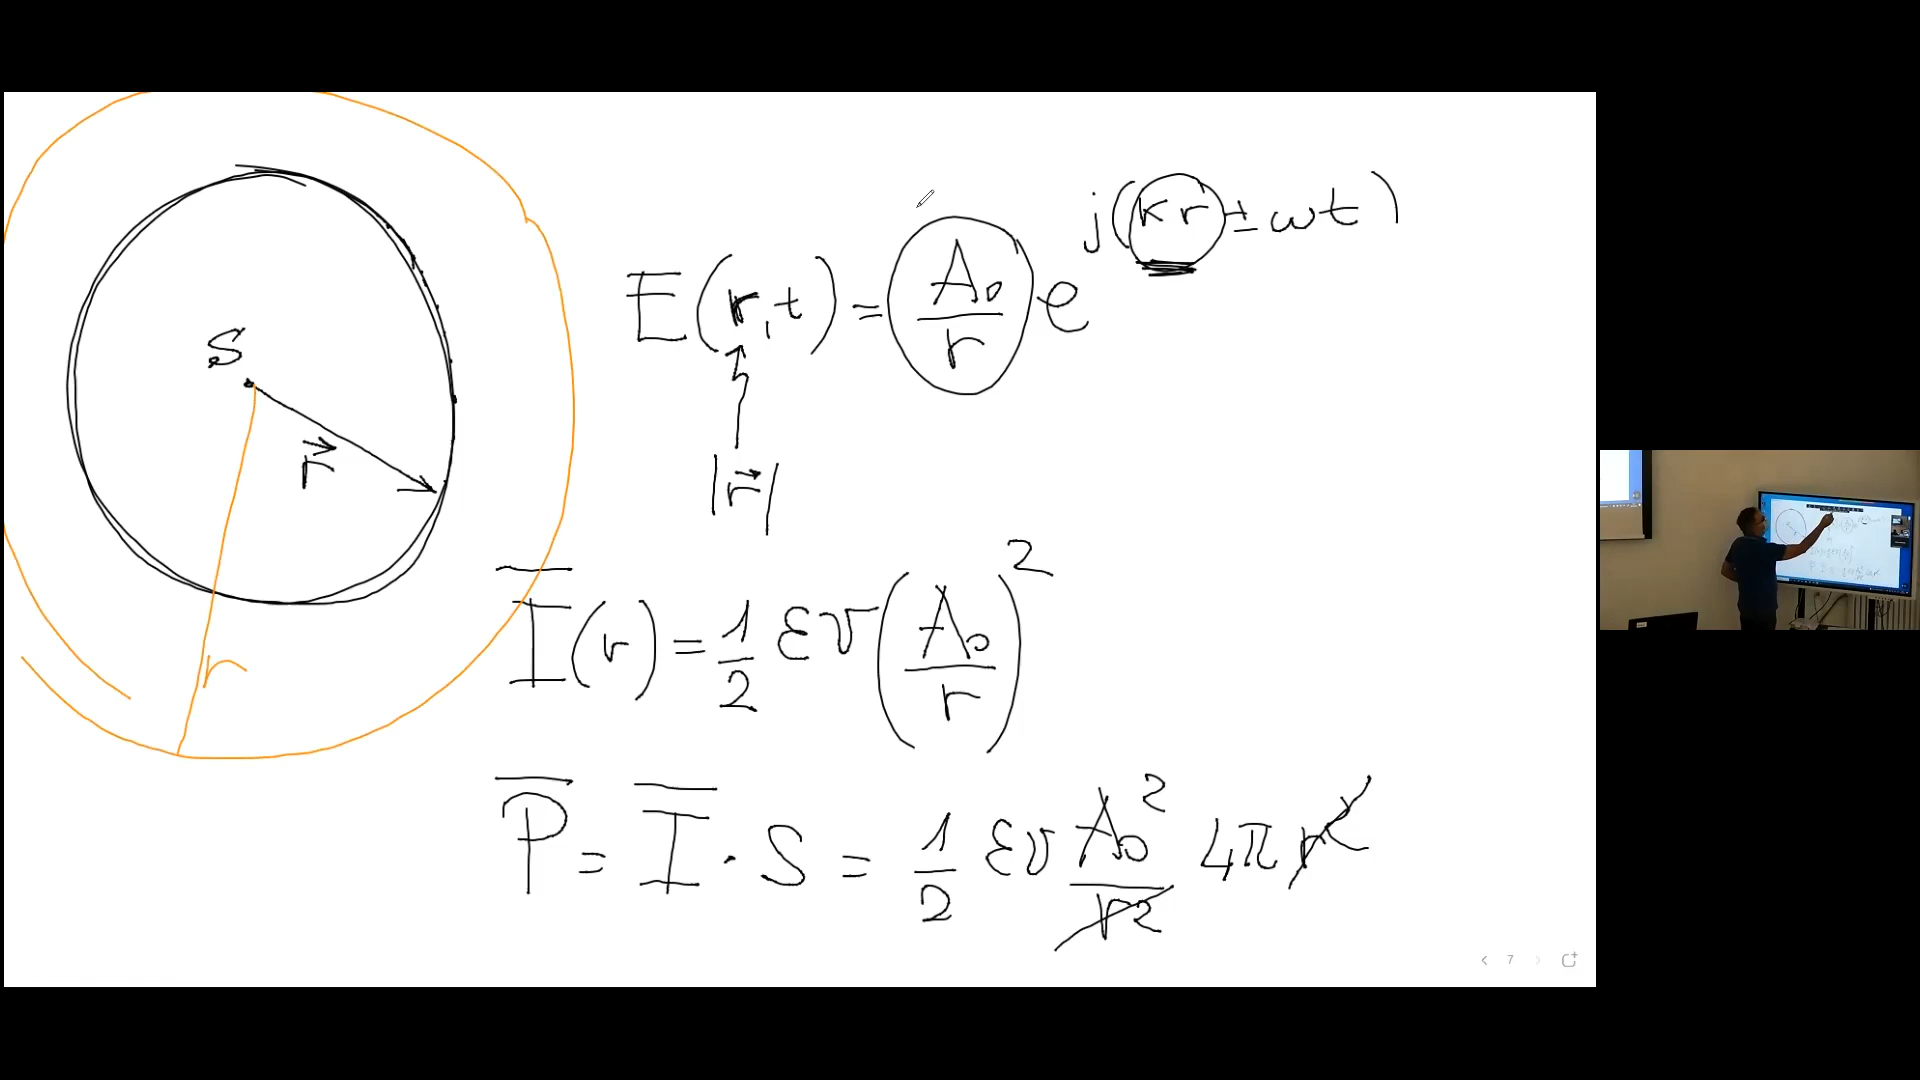 E(r,t) = A₀/r e^{j(kr ± ωt)}
S
r⃗
|r⃗|
r
I̅(r) = 1/2 εv (A₀/r)²
P̅ = I̅ · S = 1/2 εv A₀²/r² 4π r²
7